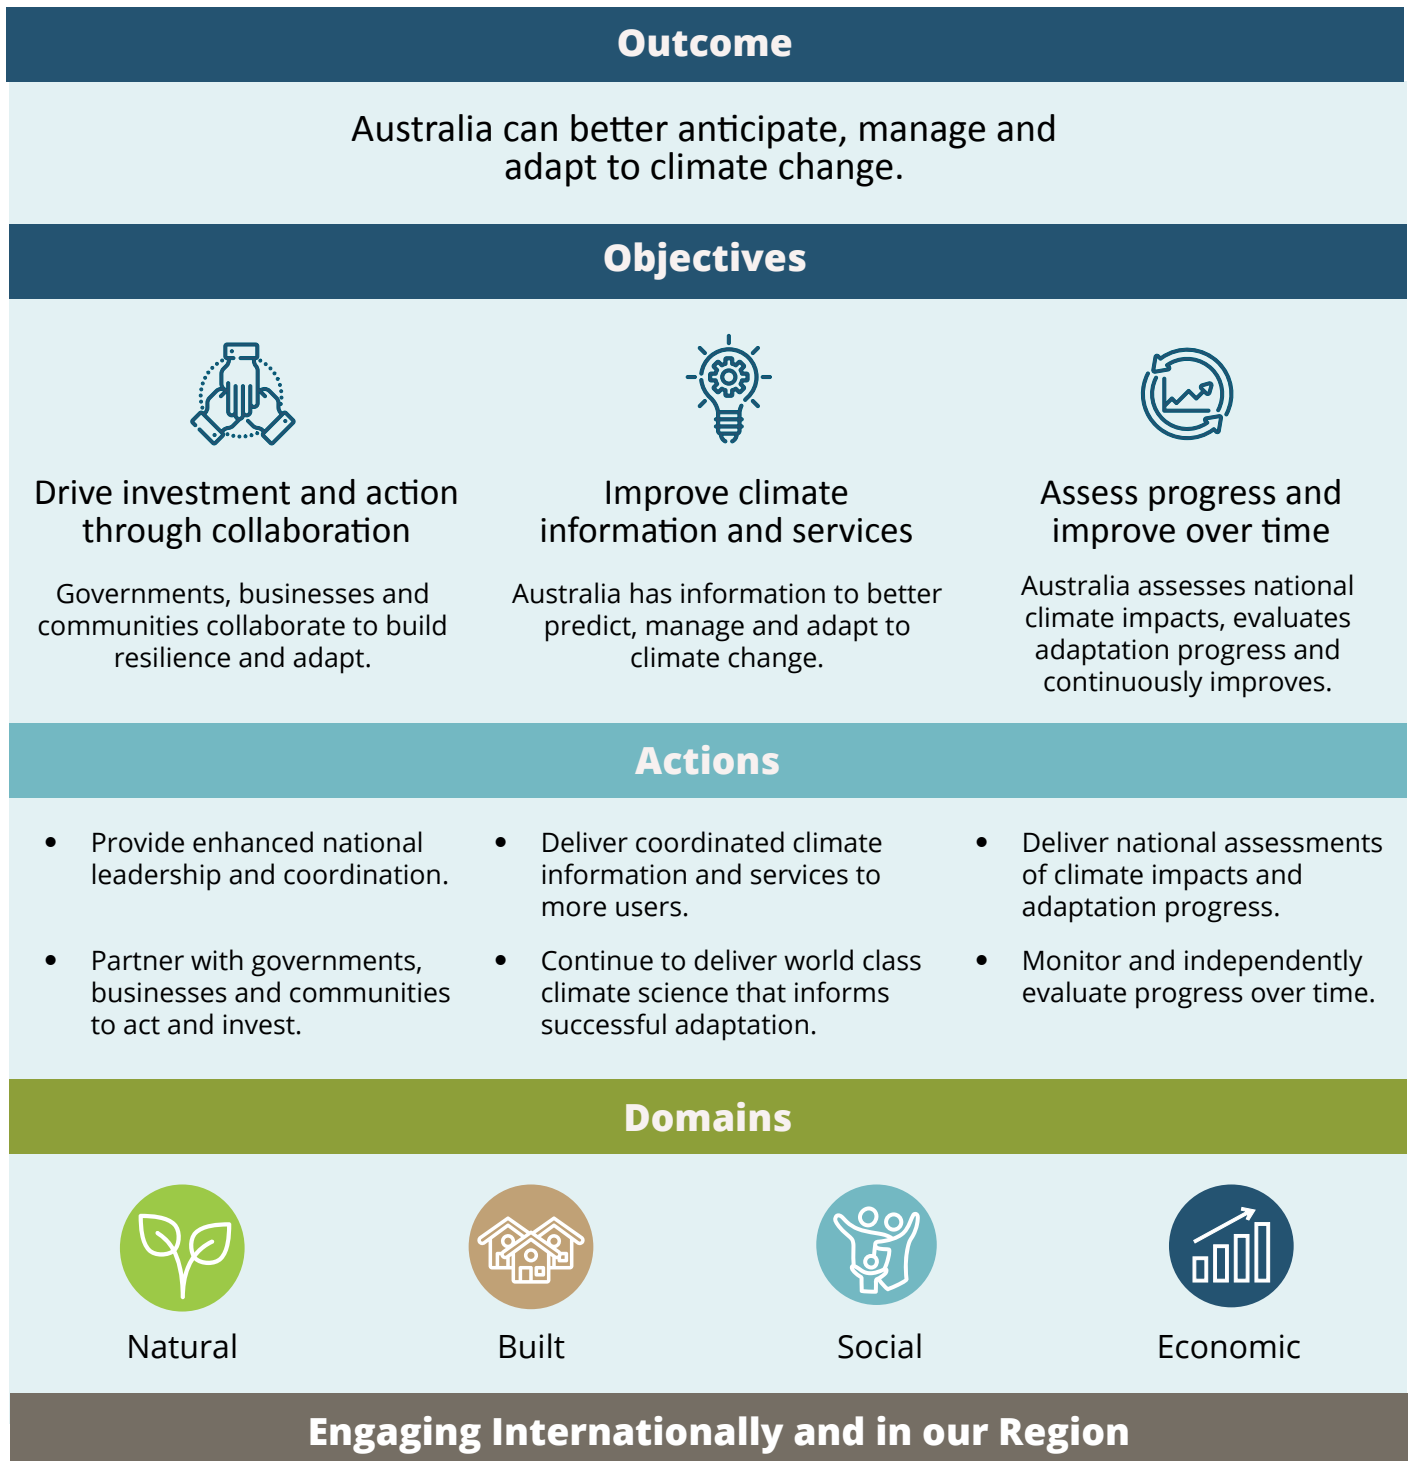 Outcome
Australia can better anticipate, manage and
adapt to climate change.
Objectives
Drive investment and action
through collaboration
Governments, businesses and
communities collaborate to build
resilience and adapt.
Improve climate
information and services
Australia has information to better
predict, manage and adapt to
climate change.
Assess progress and
improve over time
Australia assesses national
climate impacts, evaluates
adaptation progress and
continuously improves.
Actions
• Provide enhanced national
leadership and coordination.
• Partner with governments,
businesses and communities
to act and invest.
• Deliver coordinated climate
information and services to
more users.
• Continue to deliver world class
climate science that informs
successful adaptation.
• Deliver national assessments
of climate impacts and
adaptation progress.
• Monitor and independently
evaluate progress over time.
Domains
Natural
Built
Social
Economic
Engaging Internationally and in our Region